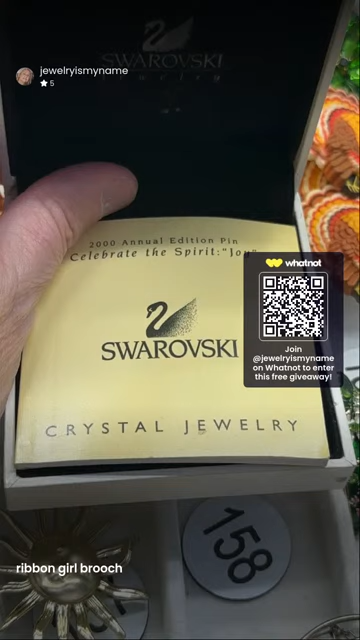 SWAROVSKI
Jewelry
jewelryismyname
★ 5
2000 Annual Edition Pin
Celebrate the Spirit: "Joy"
SWAROVSKI
CRYSTAL JEWELRY
whatnot
Join
@jewelryismyname
on Whatnot to enter
this free giveaway!
158
ribbon girl brooch